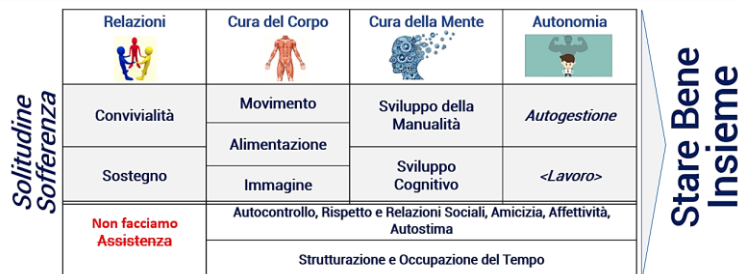 Solitudine
Sofferenza
Relazioni
Cura del Corpo
Cura della Mente
Autonomia
Convivialità
Sostegno
Movimento
Alimentazione
Immagine
Sviluppo della
Manualità
Sviluppo
Cognitivo
Autogestione
<Lavoro>
Non facciamo
Assistenza
Autocontrollo, Rispetto e Relazioni Sociali, Amicizia, Affettività,
Autostima
Strutturazione e Occupazione del Tempo
Stare Bene
Insieme